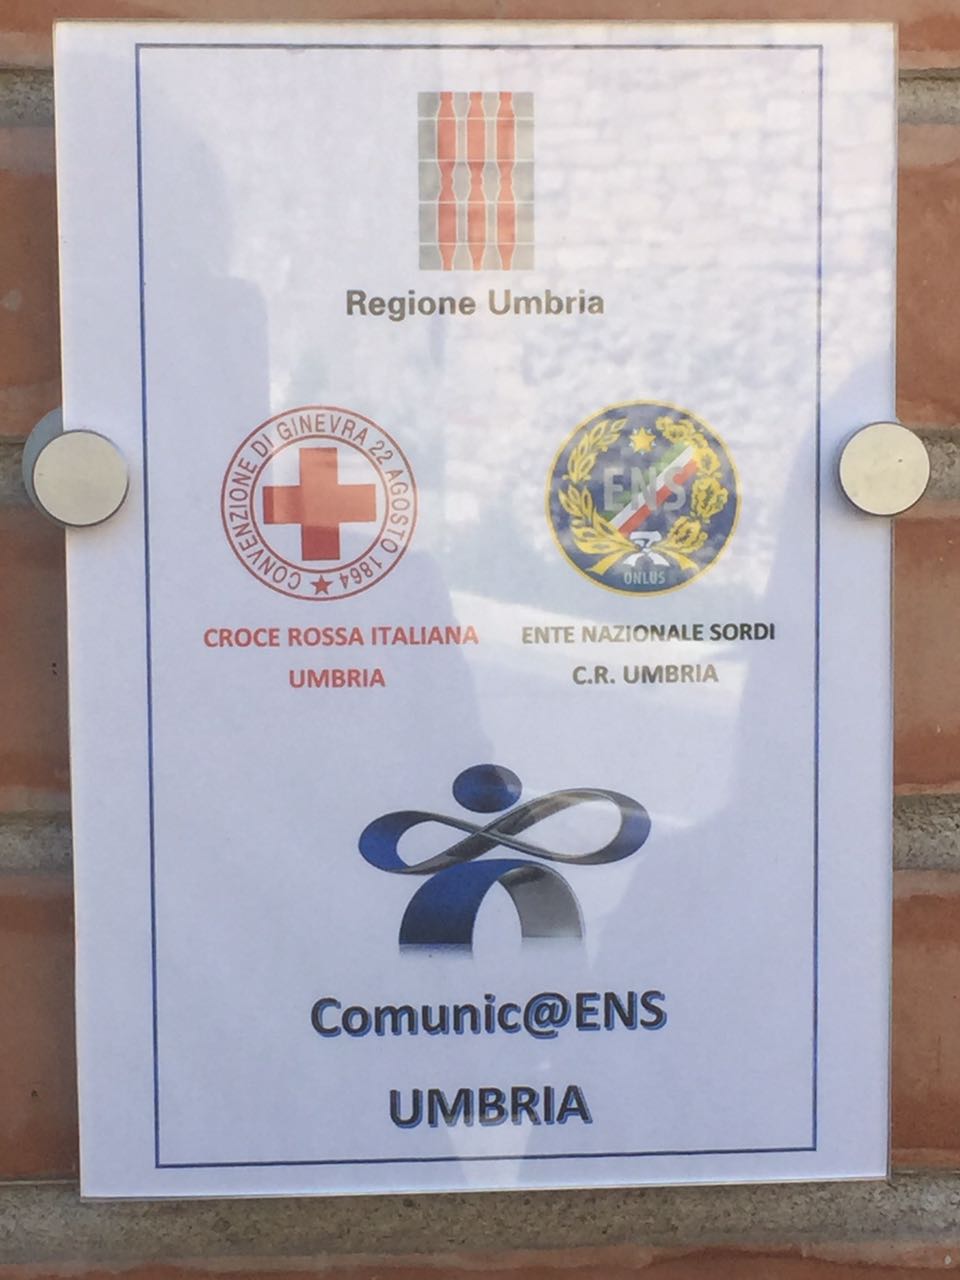 Regione Umbria
CONVENZIONE DI GINEVRA 22 AGOSTO 1864
ENS
ONLUS
CROCE ROSSA ITALIANA
UMBRIA
ENTE NAZIONALE SORDI
C.R. UMBRIA
Comunic@ENS
UMBRIA